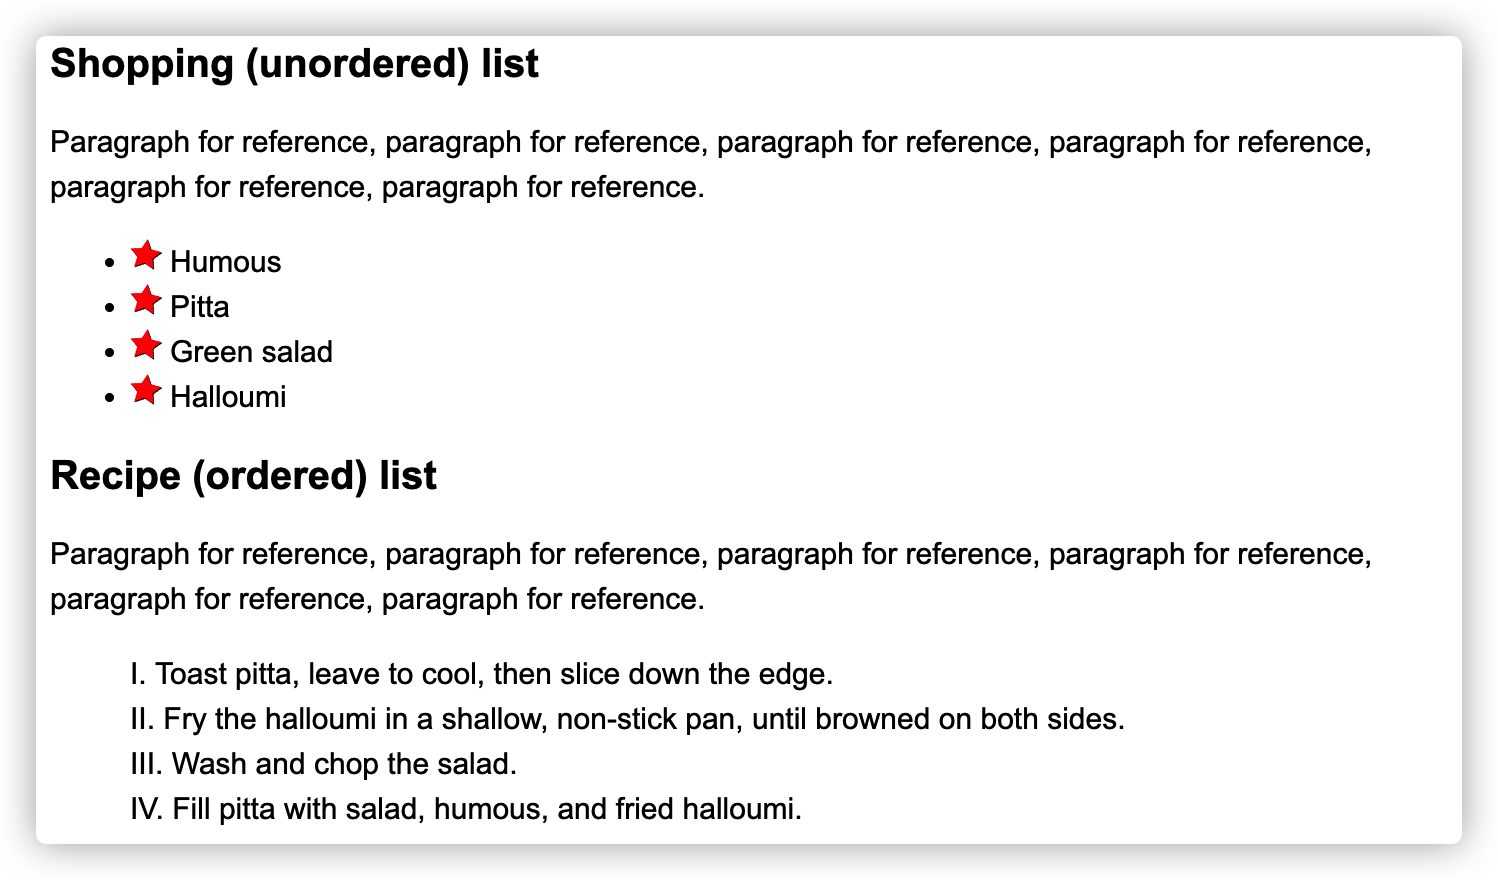 Shopping (unordered) list
Paragraph for reference, paragraph for reference, paragraph for reference, paragraph for reference,
paragraph for reference, paragraph for reference.
• Humous
• Pitta
• Green salad
• Halloumi
Recipe (ordered) list
Paragraph for reference, paragraph for reference, paragraph for reference, paragraph for reference,
paragraph for reference, paragraph for reference.
I. Toast pitta, leave to cool, then slice down the edge.
II. Fry the halloumi in a shallow, non-stick pan, until browned on both sides.
III. Wash and chop the salad.
IV. Fill pitta with salad, humous, and fried halloumi.